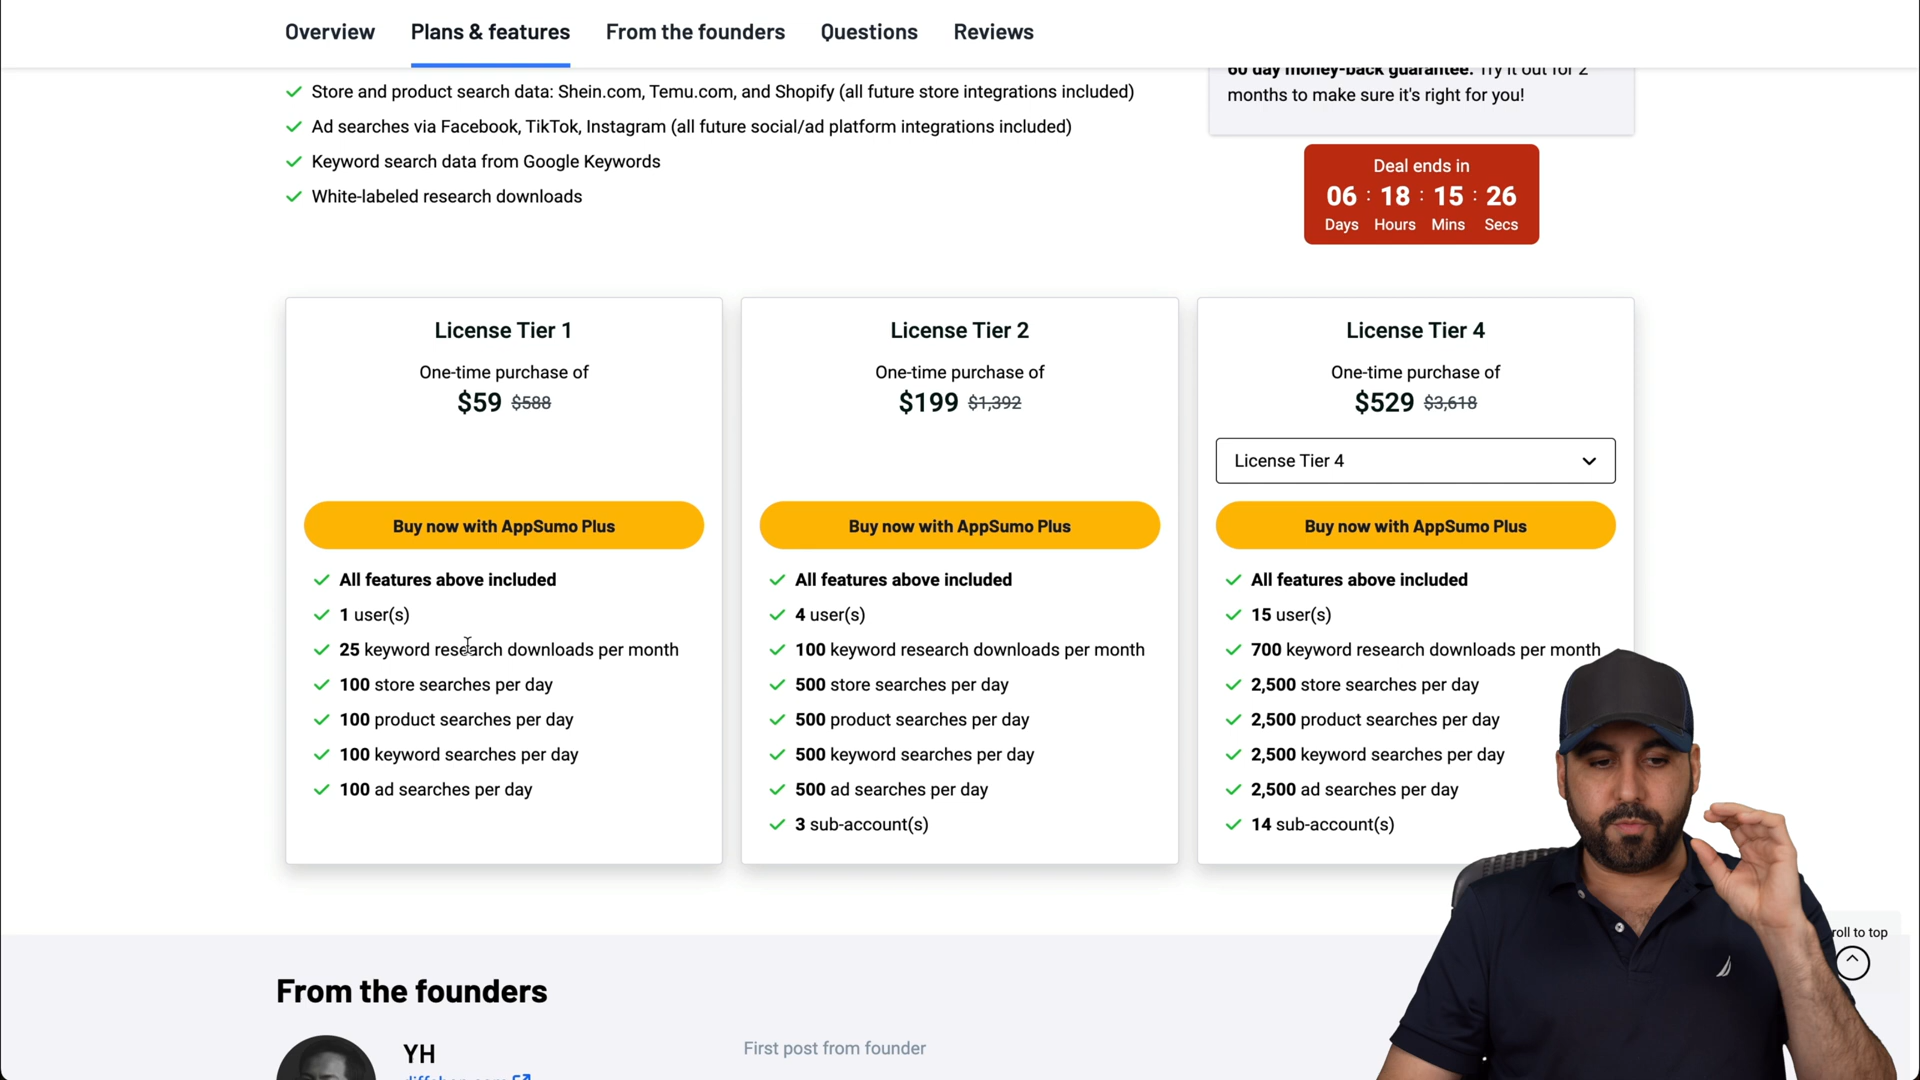 Overview Plans & features From the founders Questions Reviews
Store and product search data: Shein.com, Temu.com, and Shopify (all future store integrations included)
Ad searches via Facebook, TikTok, Instagram (all future social/ad platform integrations included)
Keyword search data from Google Keywords
White-labeled research downloads
60 day money-back guarantee. Try it out for 2
months to make sure it's right for you!
Deal ends in
06 : 18 : 15 : 26
Days Hours Mins Secs
License Tier 1
One-time purchase of
$59 $588
Buy now with AppSumo Plus
All features above included
1 user(s)
25 keyword research downloads per month
100 store searches per day
100 product searches per day
100 keyword searches per day
100 ad searches per day
License Tier 2
One-time purchase of
$199 $1,392
Buy now with AppSumo Plus
All features above included
4 user(s)
100 keyword research downloads per month
500 store searches per day
500 product searches per day
500 keyword searches per day
500 ad searches per day
3 sub-account(s)
License Tier 4
One-time purchase of
$529 $3,618
License Tier 4
Buy now with AppSumo Plus
All features above included
15 user(s)
700 keyword research downloads per month
2,500 store searches per day
2,500 product searches per day
2,500 keyword searches per day
2,500 ad searches per day
14 sub-account(s)
roll to top
From the founders
YH
First post from founder